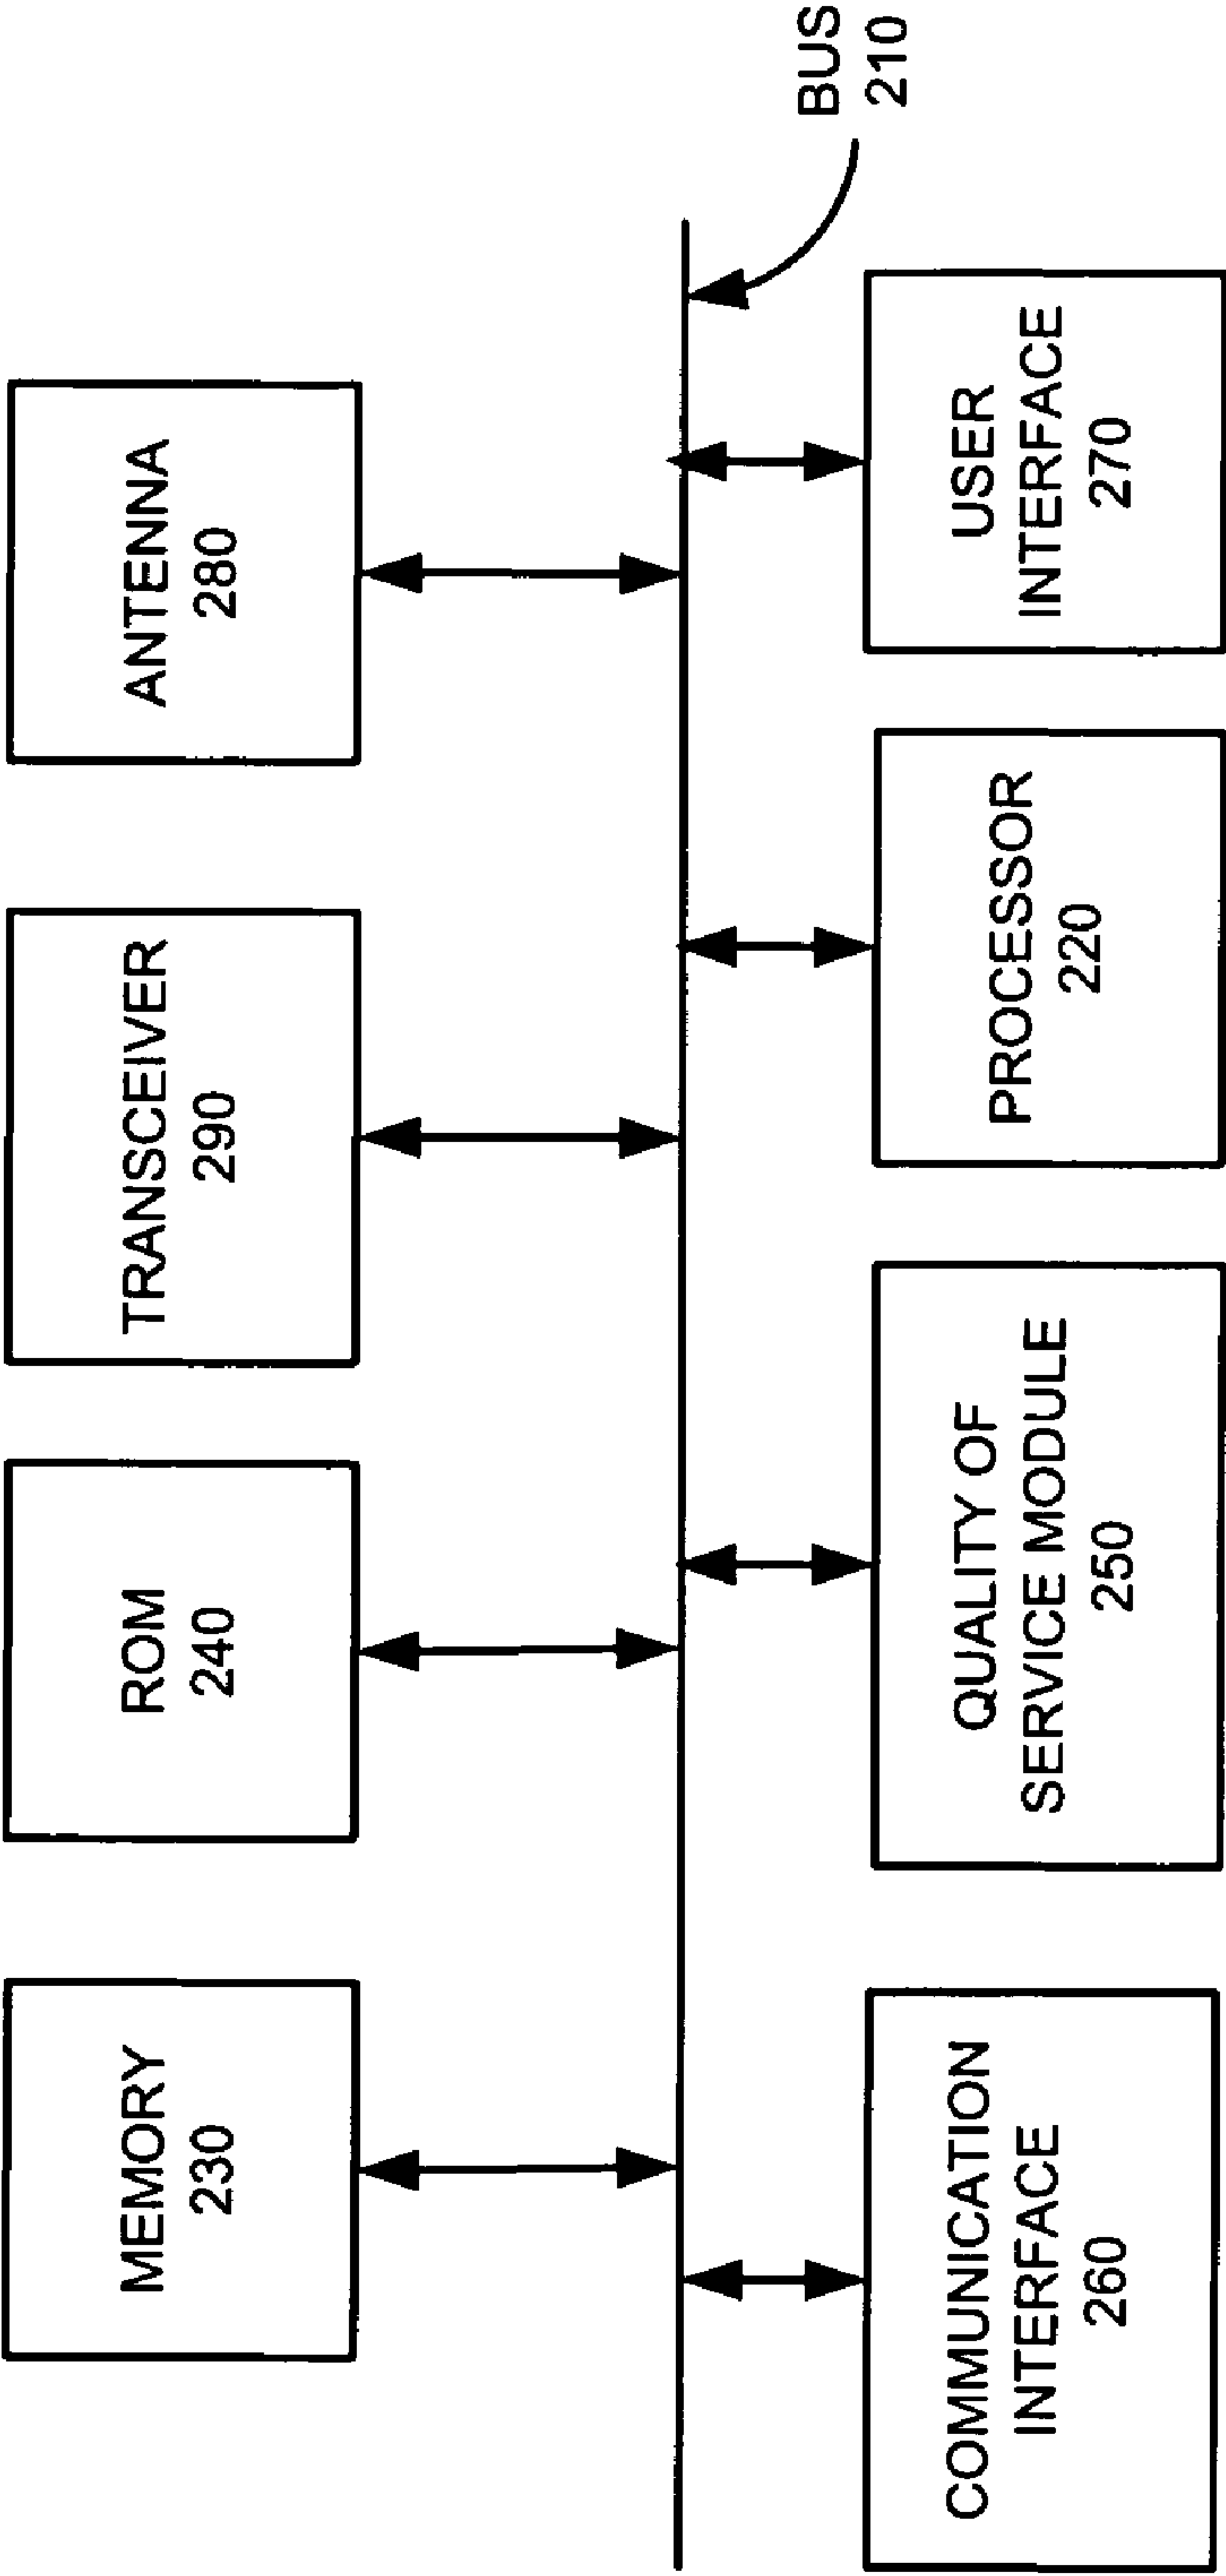 MEMORY
230
ROM
240
TRANSCEIVER
290
ANTENNA
280
BUS
210
COMMUNICATION
INTERFACE
260
QUALITY OF
SERVICE MODULE
250
PROCESSOR
220
USER
INTERFACE
270